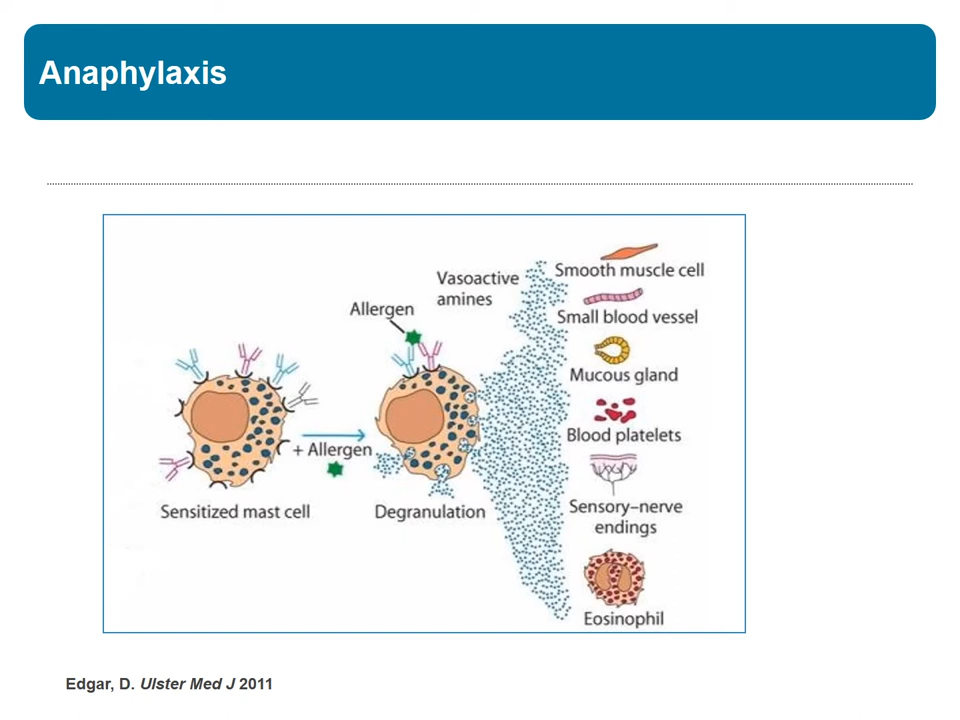 Anaphylaxis
Vasoactive
amines
Allergen
+ Allergen
Sensitized mast cell
Degranulation
Smooth muscle cell
Small blood vessel
Mucous gland
Blood platelets
Sensory–nerve
endings
Eosinophil
Edgar, D. Ulster Med J 2011